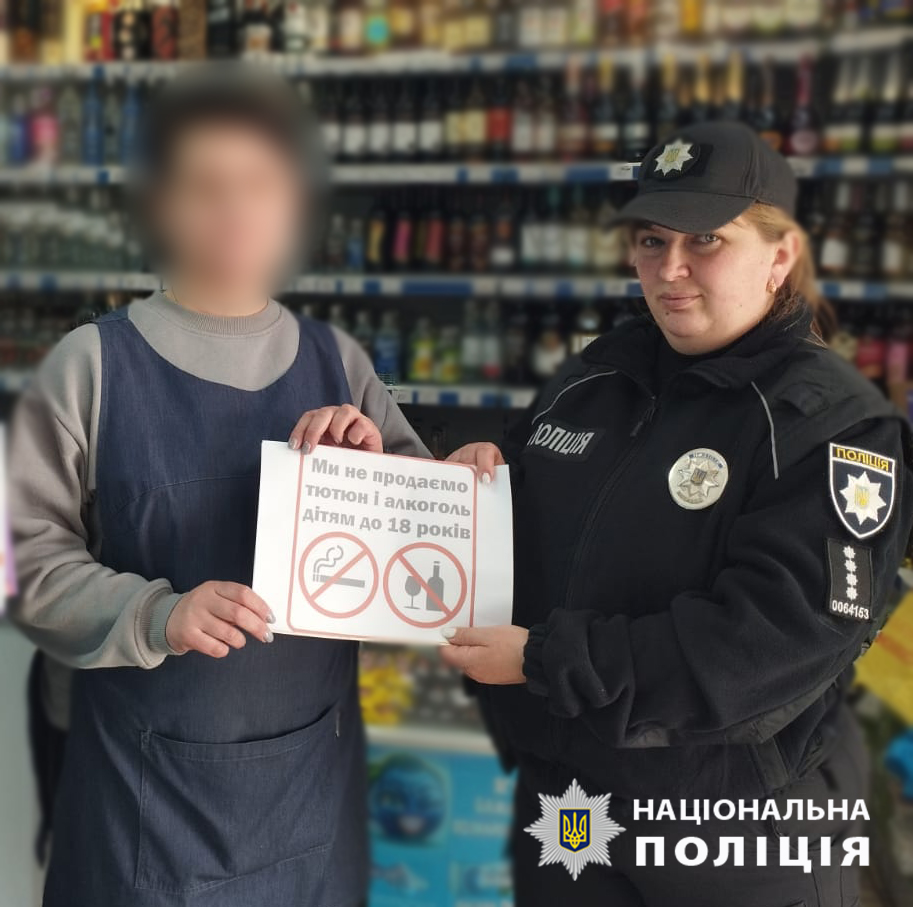 Ми не продаємо
тютюн і алкоголь
дітям до 18 років
ПОЛІЦІЯ
ПОЛІЦІЯ
0064153
НАЦІОНАЛЬНА
ПОЛІЦІЯ